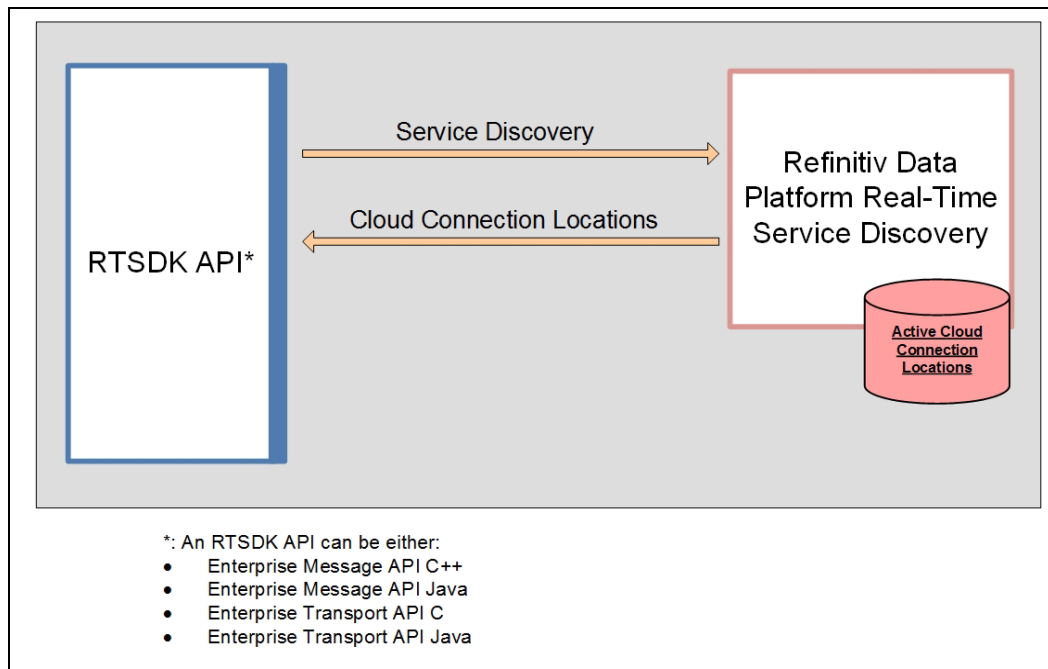 RTSDK API*
Service Discovery
Cloud Connection Locations
Refinitiv Data
Platform Real-Time
Service Discovery
Active Cloud
Connection
Locations
*: An RTSDK API can be either:
• Enterprise Message API C++
• Enterprise Message API Java
• Enterprise Transport API C
• Enterprise Transport API Java